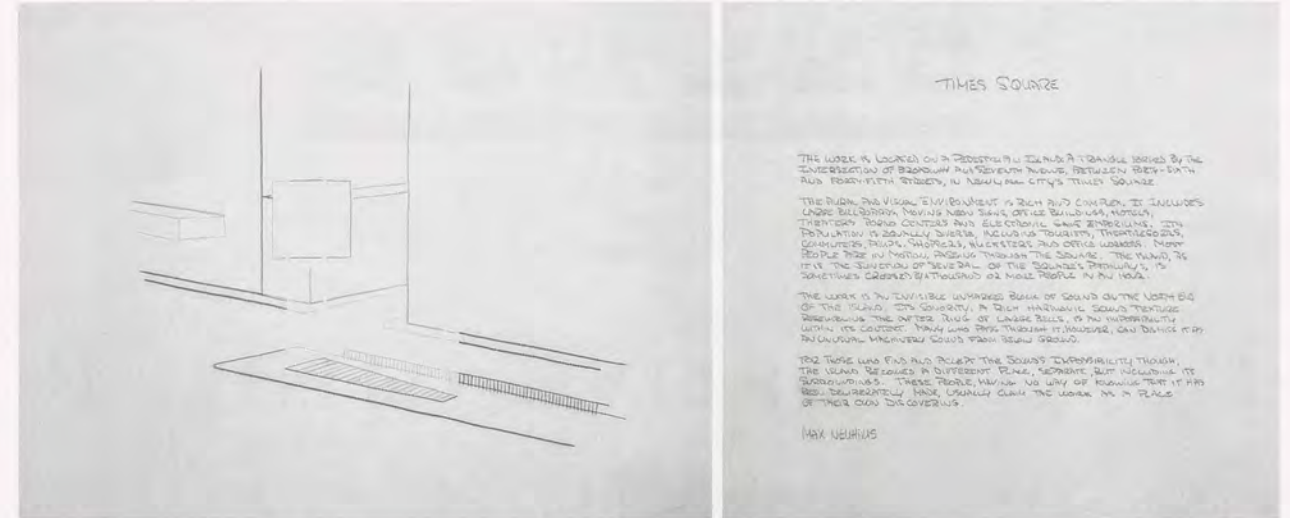 TIMES SQUARE
THE WORK IS LOCATED ON A PEDESTRIAN ISLAND: A TRIANGLE FORMED BY THE
INTERSECTION OF BROADWAY AND SEVENTH AVENUE, BETWEEN FORTY-SIXTH
AND FORTY-FIFTH STREETS, IN NEW YORK CITY'S TIMES SQUARE.
THE AURAL AND VISUAL ENVIRONMENT IS RICH AND COMPLEX. IT INCLUDES
LARGE BILLBOARDS, MOVING NEON SIGNS, OFFICE BUILDINGS, HOTELS,
THEATERS, PORNO CENTERS AND ELECTRONIC GAME EMPORIUMS. ITS
POPULATION IS EQUALLY DIVERSE, INCLUDING TOURISTS, THEATREGOERS,
COMMUTERS, PIMPS, SHOPPERS, HUCKSTERS AND OFFICE WORKERS. MOST
PEOPLE ARE IN MOTION, PASSING THROUGH THE SQUARE. THE ISLAND, AS
IT IS THE JUNCTION OF SEVERAL OF THE SQUARE'S PATHWAYS, IS
SOMETIMES CROSSED BY A THOUSAND OR MORE PEOPLE IN AN HOUR.
THE WORK IS AN INVISIBLE UNMARKED BLOCK OF SOUND ON THE NORTH END
OF THE ISLAND. ITS SONORITY, A RICH HARMONIC SOUND TEXTURE
RESEMBLING THE AFTER RING OF LARGE BELLS, IS AN IMPOSSIBILITY
WITHIN ITS CONTEXT. MANY WHO PASS THROUGH IT, HOWEVER, CAN DISMISS IT AS
AN UNUSUAL MACHINERY SOUND FROM BELOW GROUND.
FOR THOSE WHO FIND AND ACCEPT THE SOUND'S IMPOSSIBILITY THOUGH,
THE ISLAND BECOMES A DIFFERENT PLACE, SEPARATE, BUT INCLUDING ITS
SURROUNDINGS. THESE PEOPLE, HAVING NO WAY OF KNOWING THAT IT HAS
BEEN DELIBERATELY MADE, USUALLY CLAIM THE WORK AS A PLACE
OF THEIR OWN DISCOVERING.
MAX NEUHAUS